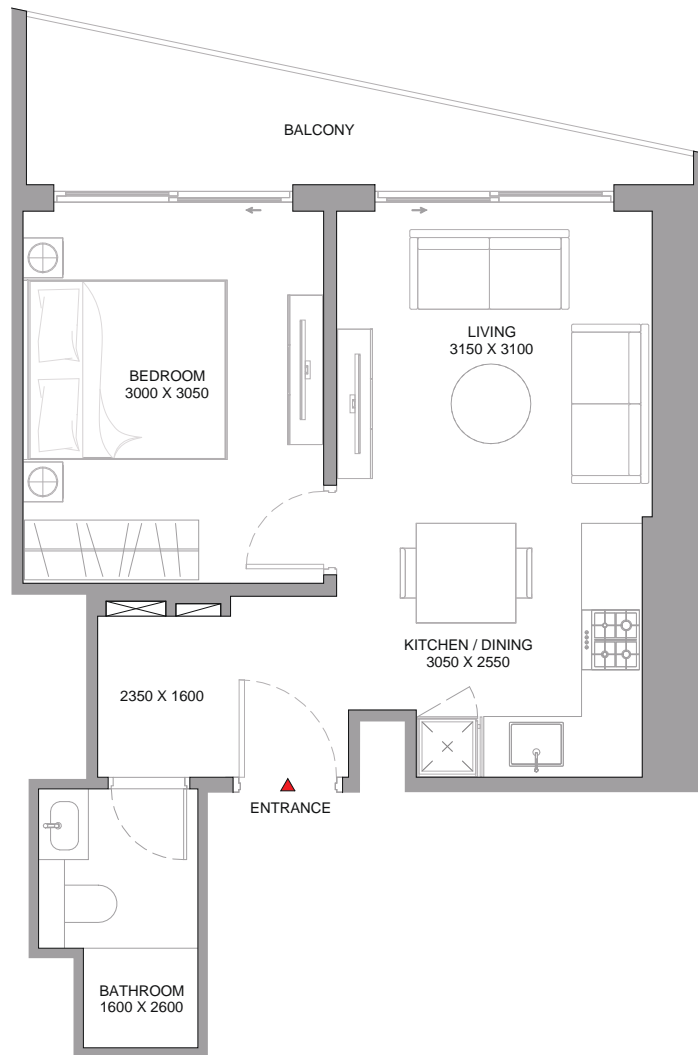 BALCONY
LIVING
3150 X 3100
BEDROOM
3000 X 3050
KITCHEN / DINING
3050 X 2550
2350 X 1600
ENTRANCE
BATHROOM
1600 X 2600